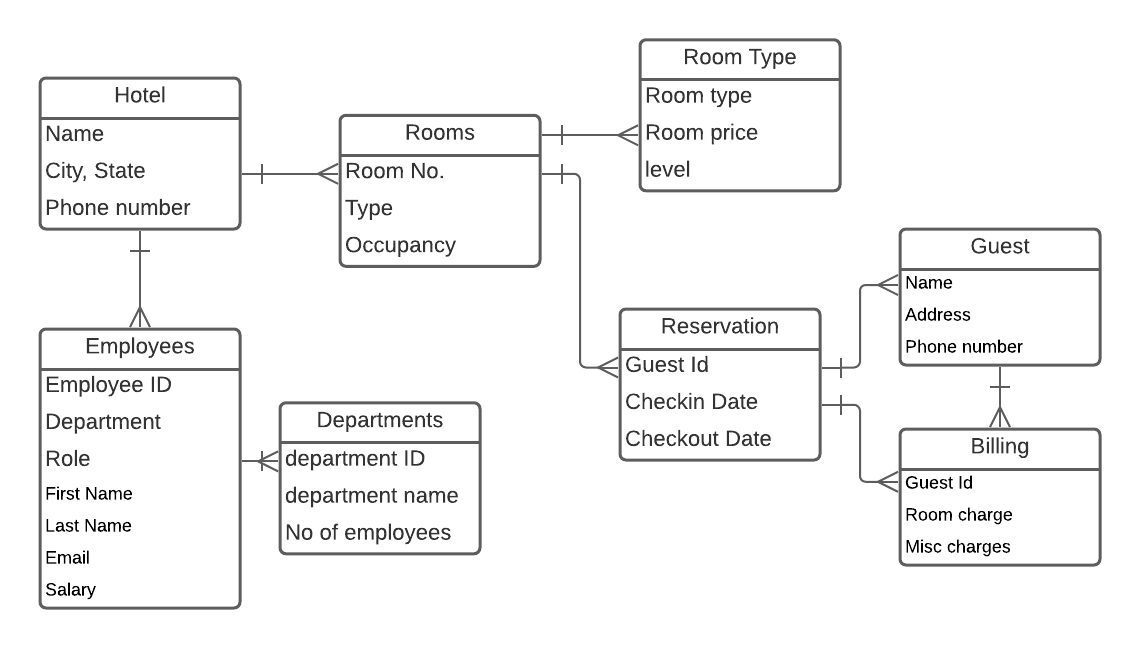 Hotel
Name
City, State
Phone number
Rooms
Room No.
Type
Occupancy
Room Type
Room type
Room price
level
Employees
Employee ID
Department
Role
First Name
Last Name
Email
Salary
Departments
department ID
department name
No of employees
Reservation
Guest Id
Checkin Date
Checkout Date
Guest
Name
Address
Phone number
Billing
Guest Id
Room charge
Misc charges